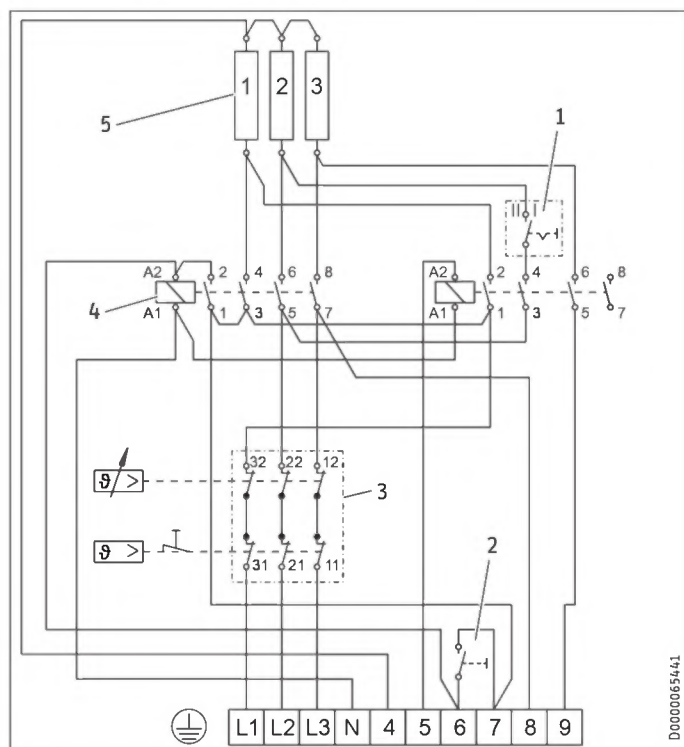 1 2 3
5
1
II I
A2 2 4 6 8 A2 2 4 6 8
4
A1 1 3 5 7 A1 1 3 5 7
32 22 12
ϑ >
3
ϑ >
31 21 11
2
L1 L2 L3 N 4 5 6 7 8 9
D0000065441